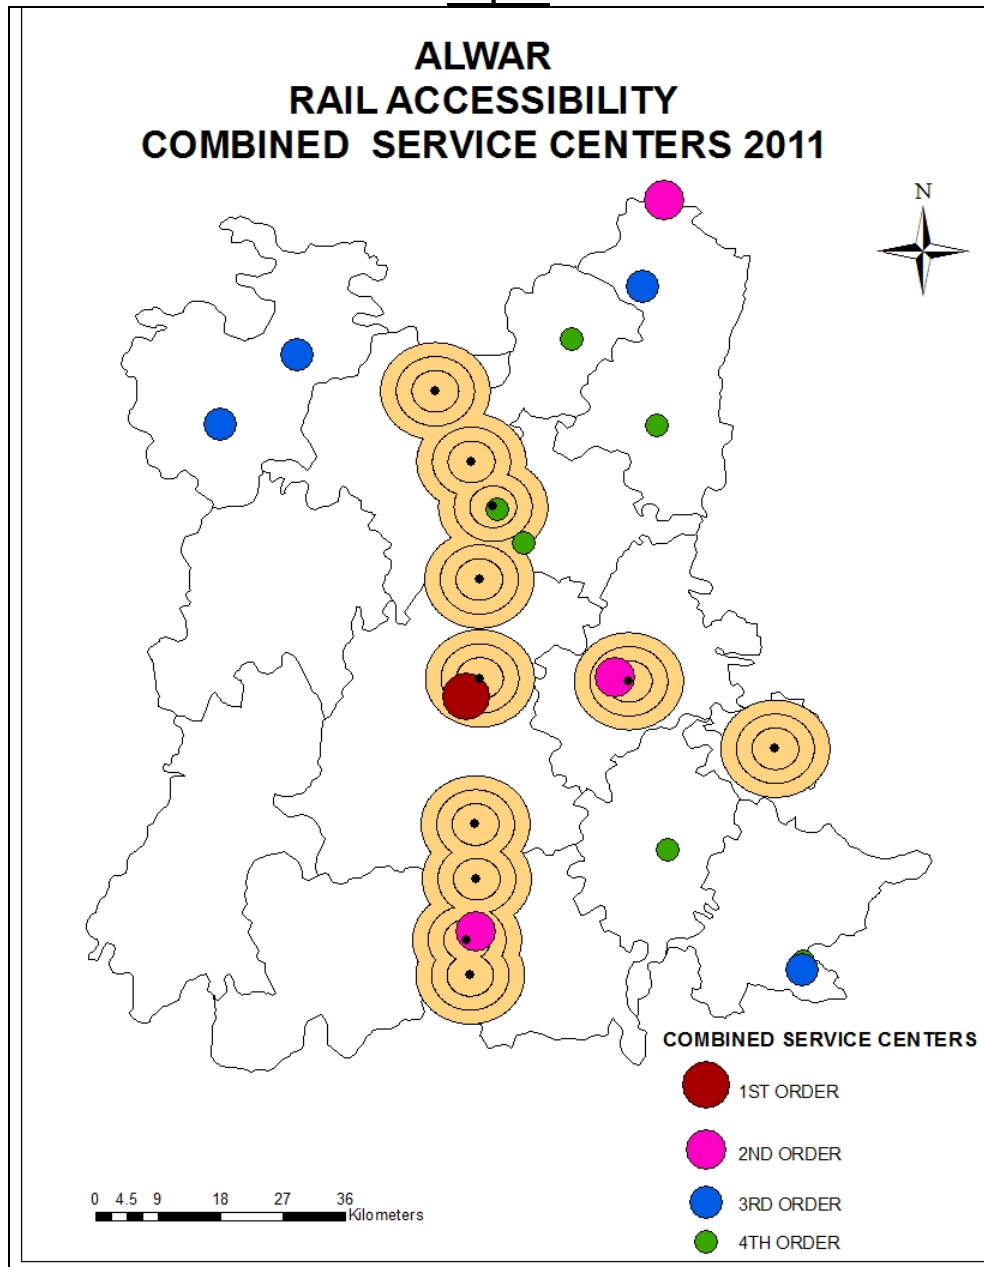 ALWAR
RAIL ACCESSIBILITY
COMBINED SERVICE CENTERS 2011
N
COMBINED SERVICE CENTERS
1ST ORDER
2ND ORDER
3RD ORDER
4TH ORDER
0 4.5 9 18 27 36
Kilometers